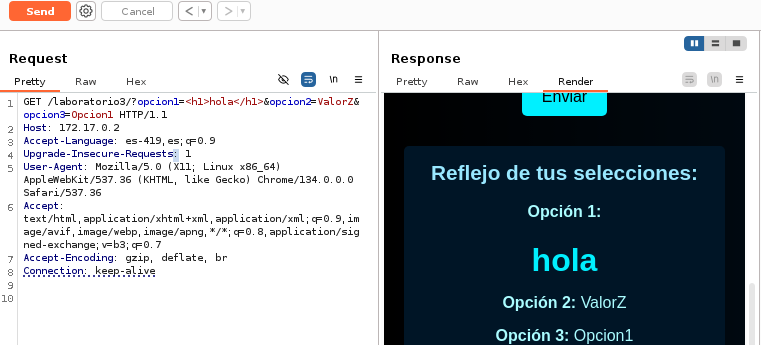 Send
Cancel
<
>
Request
Response
Pretty
Raw
Hex
\n
Pretty
Raw
Hex
Render
\n
1 GET /laboratorio3/?opcion1=<h1>hola</h1>&opcion2=ValorZ&
opcion3=Opcion1 HTTP/1.1
2 Host: 172.17.0.2
3 Accept-Language: es-419,es;q=0.9
4 Upgrade-Insecure-Requests: 1
5 User-Agent: Mozilla/5.0 (X11; Linux x86_64)
AppleWebKit/537.36 (KHTML, like Gecko) Chrome/134.0.0.0
Safari/537.36
6 Accept:
text/html,application/xhtml+xml,application/xml;q=0.9,im
age/avif,image/webp,image/apng,*/*;q=0.8,application/sig
ned-exchange;v=b3;q=0.7
7 Accept-Encoding: gzip, deflate, br
8 Connection: keep-alive
9
10
Enviar
Reflejo de tus selecciones:
Opción 1:
hola
Opción 2: ValorZ
Opción 3: Opcion1